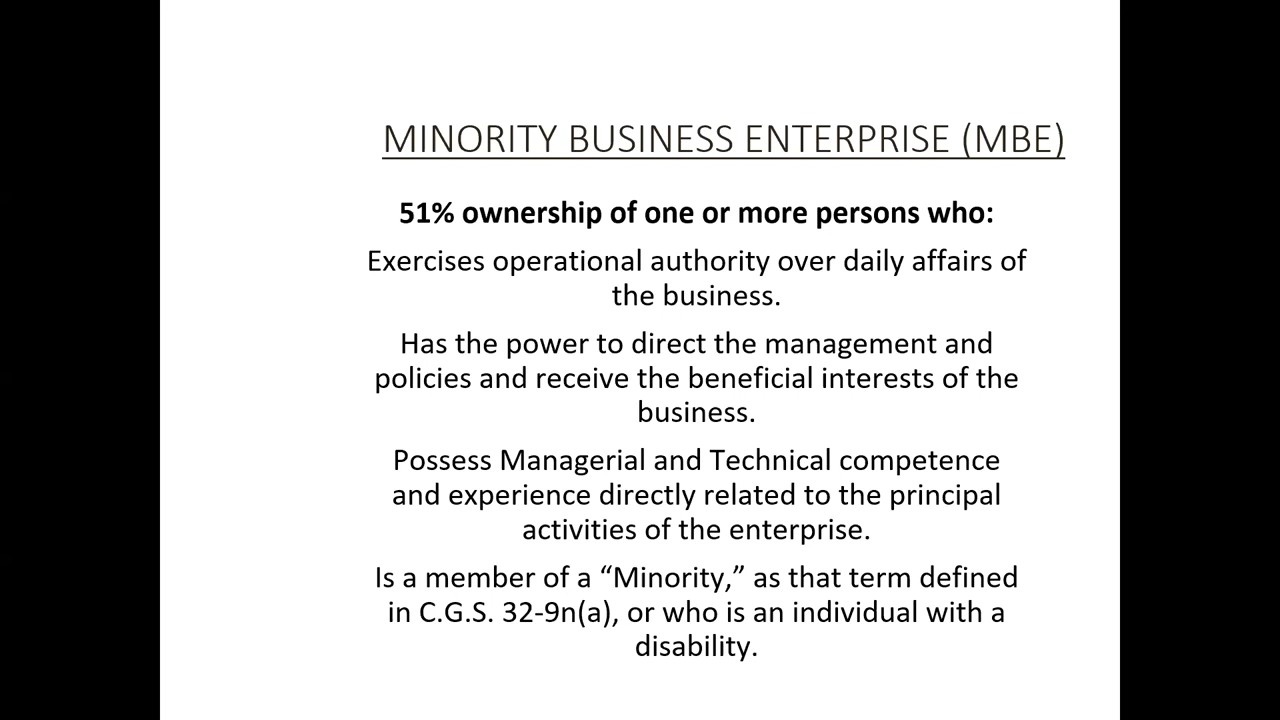 MINORITY BUSINESS ENTERPRISE (MBE)
51% ownership of one or more persons who:
Exercises operational authority over daily affairs of
the business.
Has the power to direct the management and
policies and receive the beneficial interests of the
business.
Possess Managerial and Technical competence
and experience directly related to the principal
activities of the enterprise.
Is a member of a “Minority,” as that term defined
in C.G.S. 32-9n(a), or who is an individual with a
disability.